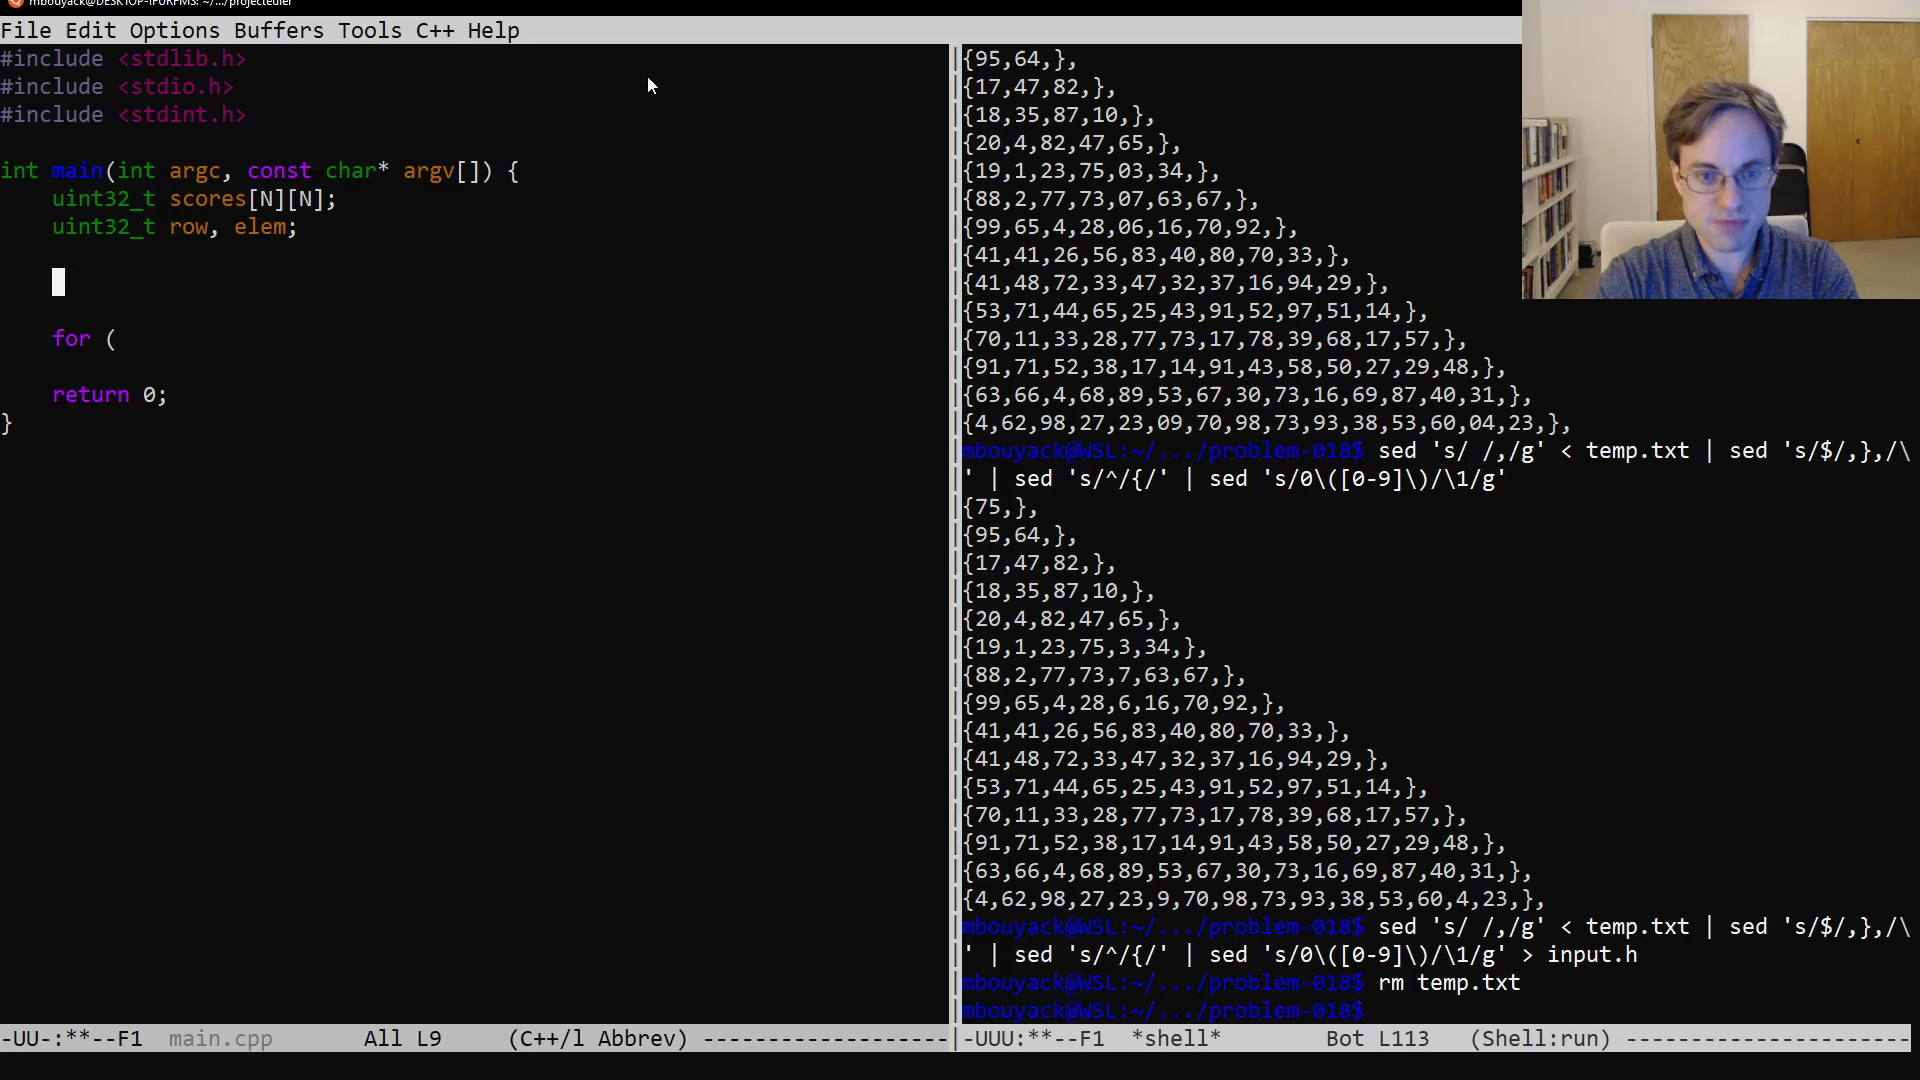 mbouyack@DESKTOP-IFURFMS: ~/.../projecteuler
File Edit Options Buffers Tools C++ Help
#include <stdlib.h>
#include <stdio.h>
#include <stdint.h>
int main(int argc, const char* argv[]) {
uint32_t scores[N][N];
uint32_t row, elem;
for (
return 0;
}
-UU-:**--F1 main.cpp All L9 (C++/l Abbrev) -------------------
{95,64,},
{17,47,82,},
{18,35,87,10,},
{20,4,82,47,65,},
{19,1,23,75,03,34,},
{88,2,77,73,07,63,67,},
{99,65,4,28,06,16,70,92,},
{41,41,26,56,83,40,80,70,33,},
{41,48,72,33,47,32,37,16,94,29,},
{53,71,44,65,25,43,91,52,97,51,14,},
{70,11,33,28,77,73,17,78,39,68,17,57,},
{91,71,52,38,17,14,91,43,58,50,27,29,48,},
{63,66,4,68,89,53,67,30,73,16,69,87,40,31,},
{4,62,98,27,23,09,70,98,73,93,38,53,60,04,23,},
mbouyack@WSL:~/.../problem-018$ sed 's/ /,/g' < temp.txt | sed 's/$/,},/\
' | sed 's/^/{/' | sed 's/0\([0-9]\)/\1/g'
{75,},
{95,64,},
{17,47,82,},
{18,35,87,10,},
{20,4,82,47,65,},
{19,1,23,75,3,34,},
{88,2,77,73,7,63,67,},
{99,65,4,28,6,16,70,92,},
{41,41,26,56,83,40,80,70,33,},
{41,48,72,33,47,32,37,16,94,29,},
{53,71,44,65,25,43,91,52,97,51,14,},
{70,11,33,28,77,73,17,78,39,68,17,57,},
{91,71,52,38,17,14,91,43,58,50,27,29,48,},
{63,66,4,68,89,53,67,30,73,16,69,87,40,31,},
{4,62,98,27,23,9,70,98,73,93,38,53,60,4,23,},
mbouyack@WSL:~/.../problem-018$ sed 's/ /,/g' < temp.txt | sed 's/$/,},/\
' | sed 's/^/{/' | sed 's/0\([0-9]\)/\1/g' > input.h
mbouyack@WSL:~/.../problem-018$ rm temp.txt
mbouyack@WSL:~/.../problem-018$
-UUU:**--F1 *shell* Bot L113 (Shell:run) ----------------------